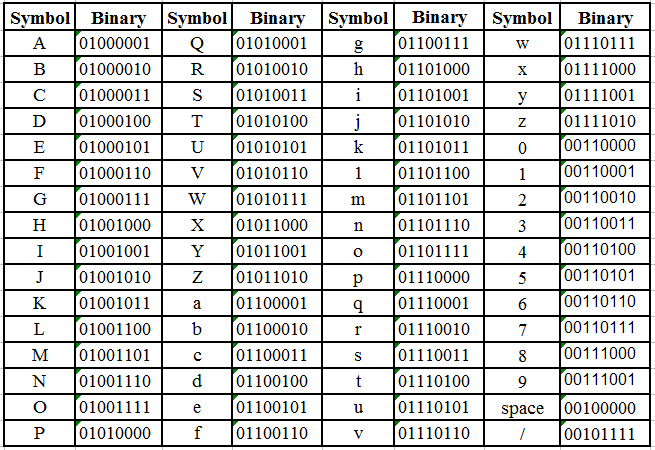 Symbol Binary Symbol Binary Symbol Binary Symbol Binary
A 01000001 Q 01010001 g 01100111 w 01110111
B 01000010 R 01010010 h 01101000 x 01111000
C 01000011 S 01010011 i 01101001 y 01111001
D 01000100 T 01010100 j 01101010 z 01111010
E 01000101 U 01010101 k 01101011 0 00110000
F 01000110 V 01010110 l 01101100 1 00110001
G 01000111 W 01010111 m 01101101 2 00110010
H 01001000 X 01011000 n 01101110 3 00110011
I 01001001 Y 01011001 o 01101111 4 00110100
J 01001010 Z 01011010 p 01110000 5 00110101
K 01001011 a 01100001 q 01110001 6 00110110
L 01001100 b 01100010 r 01110010 7 00110111
M 01001101 c 01100011 s 01110011 8 00111000
N 01001110 d 01100100 t 01110100 9 00111001
O 01001111 e 01100101 u 01110101 space 00100000
P 01010000 f 01100110 v 01110110 / 00101111